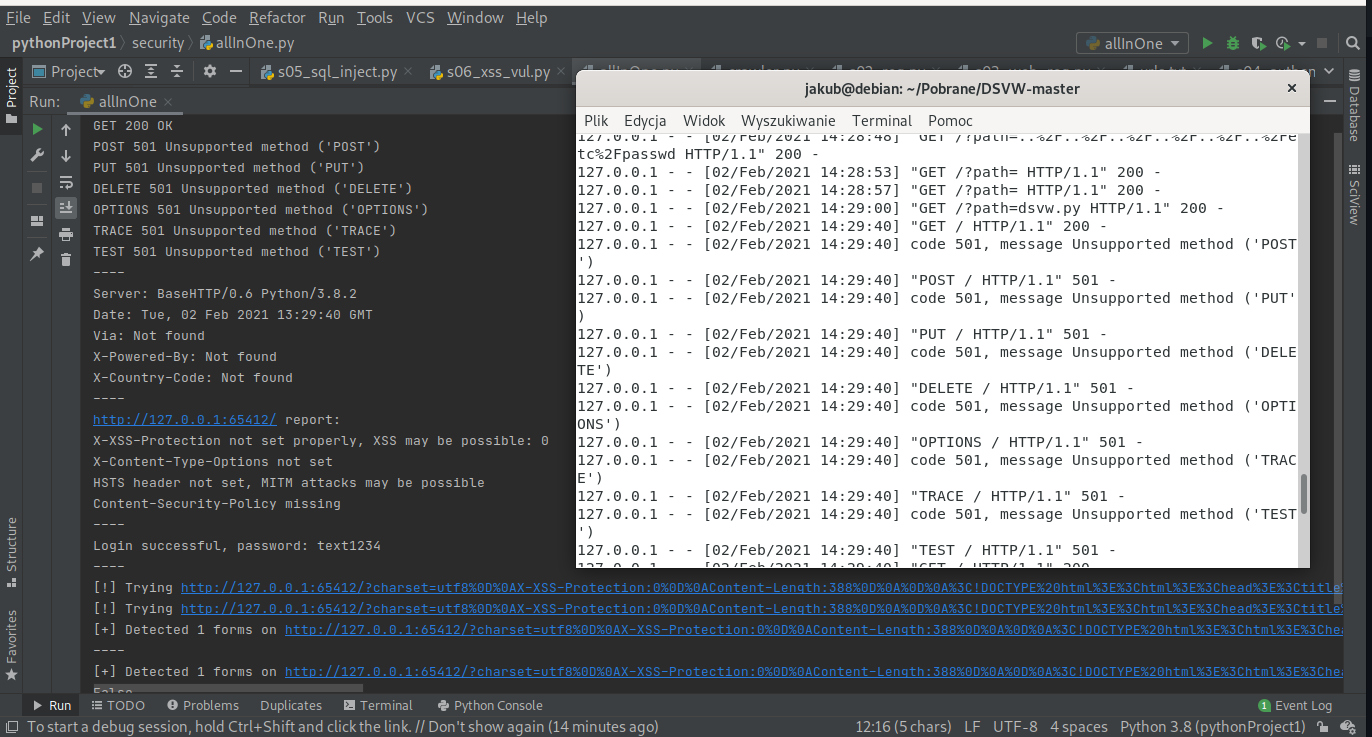 File Edit View Navigate Code Refactor Run Tools VCS Window Help
pythonProject1 security allInOne.py
allInOne
Project
s05_sql_inject.py
s06_xss_vul.py
Run: allInOne
GET 200 OK
POST 501 Unsupported method ('POST')
PUT 501 Unsupported method ('PUT')
DELETE 501 Unsupported method ('DELETE')
OPTIONS 501 Unsupported method ('OPTIONS')
TRACE 501 Unsupported method ('TRACE')
TEST 501 Unsupported method ('TEST')
----
Server: BaseHTTP/0.6 Python/3.8.2
Date: Tue, 02 Feb 2021 13:29:40 GMT
Via: Not found
X-Powered-By: Not found
X-Country-Code: Not found
----
http://127.0.0.1:65412/ report:
X-XSS-Protection not set properly, XSS may be possible: 0
X-Content-Type-Options not set
HSTS header not set, MITM attacks may be possible
Content-Security-Policy missing
----
Login successful, password: text1234
----
[!] Trying http://127.0.0.1:65412/?charset=utf8%0D%0AX-XSS-Protection:0%0D%0AContent-Length:388%0D%0A%0D%0A%3C!DOCTYPE%20html%3E%3Chtml%3E%3Chead%3E%3Ctitle
[!] Trying http://127.0.0.1:65412/?charset=utf8%0D%0AX-XSS-Protection:0%0D%0AContent-Length:388%0D%0A%0D%0A%3C!DOCTYPE%20html%3E%3Chtml%3E%3Chead%3E%3Ctitle
[+] Detected 1 forms on http://127.0.0.1:65412/?charset=utf8%0D%0AX-XSS-Protection:0%0D%0AContent-Length:388%0D%0A%0D%0A%3C!DOCTYPE%20html%3E%3Chtml%3E%3Chea
----
[+] Detected 1 forms on http://127.0.0.1:65412/?charset=utf8%0D%0AX-XSS-Protection:0%0D%0AContent-Length:388%0D%0A%0D%0A%3C!DOCTYPE%20html%3E%3Chtml%3E%3Chea
False
jakub@debian: ~/Pobrane/DSVW-master
Plik Edycja Widok Wyszukiwanie Terminal Pomoc
127.0.0.1 - - [02/Feb/2021 14:28:48] "GET /?path=..%2F..%2F..%2F..%2F..%2F..%2Fe
tc%2Fpasswd HTTP/1.1" 200 -
127.0.0.1 - - [02/Feb/2021 14:28:53] "GET /?path= HTTP/1.1" 200 -
127.0.0.1 - - [02/Feb/2021 14:28:57] "GET /?path= HTTP/1.1" 200 -
127.0.0.1 - - [02/Feb/2021 14:29:00] "GET /?path=dsvw.py HTTP/1.1" 200 -
127.0.0.1 - - [02/Feb/2021 14:29:40] "GET / HTTP/1.1" 200 -
127.0.0.1 - - [02/Feb/2021 14:29:40] code 501, message Unsupported method ('POST
')
127.0.0.1 - - [02/Feb/2021 14:29:40] "POST / HTTP/1.1" 501 -
127.0.0.1 - - [02/Feb/2021 14:29:40] code 501, message Unsupported method ('PUT'
)
127.0.0.1 - - [02/Feb/2021 14:29:40] "PUT / HTTP/1.1" 501 -
127.0.0.1 - - [02/Feb/2021 14:29:40] code 501, message Unsupported method ('DELE
TE')
127.0.0.1 - - [02/Feb/2021 14:29:40] "DELETE / HTTP/1.1" 501 -
127.0.0.1 - - [02/Feb/2021 14:29:40] code 501, message Unsupported method ('OPTI
ONS')
127.0.0.1 - - [02/Feb/2021 14:29:40] "OPTIONS / HTTP/1.1" 501 -
127.0.0.1 - - [02/Feb/2021 14:29:40] code 501, message Unsupported method ('TRAC
E')
127.0.0.1 - - [02/Feb/2021 14:29:40] "TRACE / HTTP/1.1" 501 -
127.0.0.1 - - [02/Feb/2021 14:29:40] code 501, message Unsupported method ('TEST
')
127.0.0.1 - - [02/Feb/2021 14:29:40] "TEST / HTTP/1.1" 501 -
127.0.0.1 - - [02/Feb/2021 14:29:40] "GET / HTTP/1.1" 200 -
Project
Structure
Favorites
Database
SciView
Run TODO Problems Duplicates Terminal Python Console
1 Event Log
To start a debug session, hold Ctrl+Shift and click the link. // Don't show again (14 minutes ago)
12:16 (5 chars) LF UTF-8 4 spaces Python 3.8 (pythonProject1)